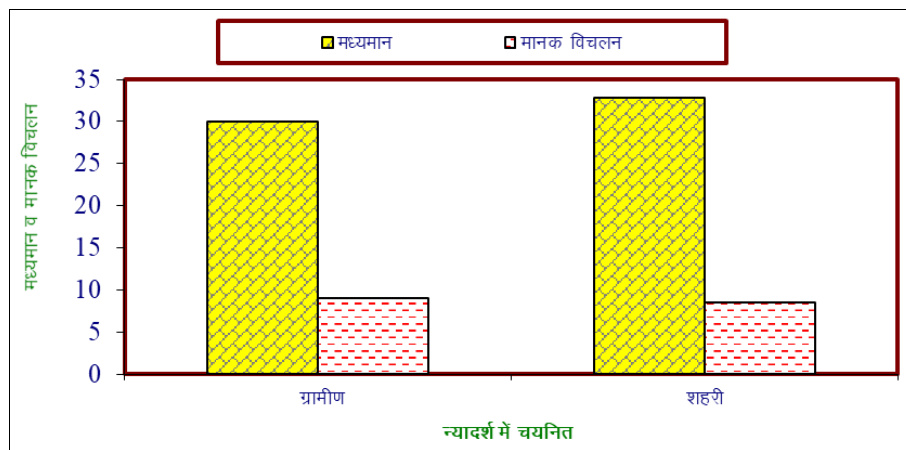 मध्यमान मानक विचलन
मध्यमान व मानक विचलन
35
30
25
20
15
10
5
0
ग्रामीण शहरी
न्यादर्श में चयनित